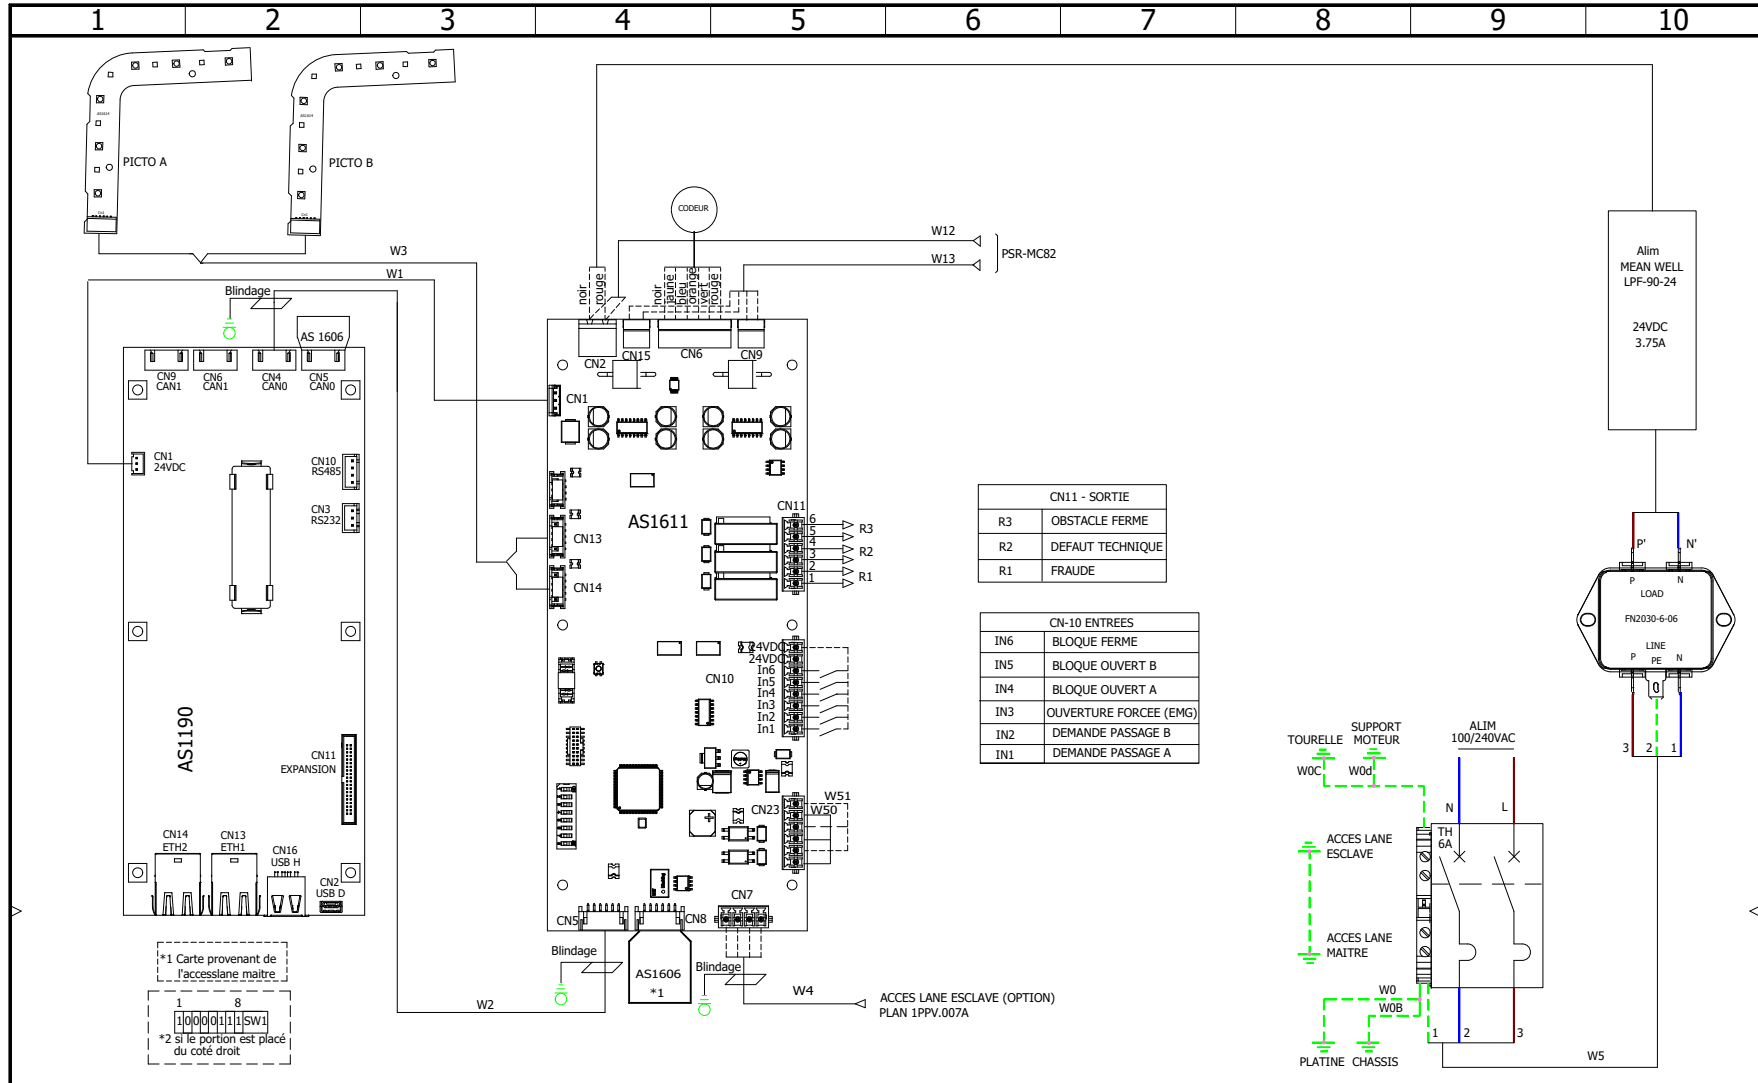 1 2 3 4 5 6 7 8 9 10
PICTO A
PICTO B
W3
W1
Blindage
AS 1606
CN9
CAN1
CN6
CAN1
CN4
CAN0
CN5
CAN0
CN1
24VDC
CN10
RS485
CN3
RS232
AS1190
CN11
EXPANSION
CN14
ETH2
CN13
ETH1
CN16
USB H
CN2
USB D
*1 Carte provenant de
l'accesslane maitre
1 8
1 0 0 0 0 1 1 1 SW1
*2 si le portion est placé
du coté droit
W2
CODEUR
W12
W13
PSR-MC82
noir
rouge
noir
jaune
bleu
orange
vert
rouge
CN2
CN15
CN6
CN9
CN1
AS1611
CN13
CN14
CN11
6
5
4
3
2
1
R3
R2
R1
24VDC
24VDC
In6
In5
In4
In3
In2
In1
CN10
CN23
W51
W50
CN7
CN5
CN8
Blindage
AS1606
*1
Blindage
W4
ACCES LANE ESCLAVE (OPTION)
PLAN 1PPV.007A
CN11 - SORTIE
R3 OBSTACLE FERME
R2 DEFAUT TECHNIQUE
R1 FRAUDE
CN-10 ENTREES
IN6 BLOQUE FERME
IN5 BLOQUE OUVERT B
IN4 BLOQUE OUVERT A
IN3 OUVERTURE FORCEE (EMG)
IN2 DEMANDE PASSAGE B
IN1 DEMANDE PASSAGE A
Alim
MEAN WELL
LPF-90-24
24VDC
3.75A
P' N'
P N
LOAD
FN2030-6-06
LINE
P PE N
3 2 1
TOURELLE
SUPPORT
MOTEUR
W0C W0d
ALIM
100/240VAC
N L
TH
6A
ACCES LANE
ESCLAVE
ACCES LANE
MAITRE
W0
W0B
PLATINE CHASSIS
1 2 3
W5